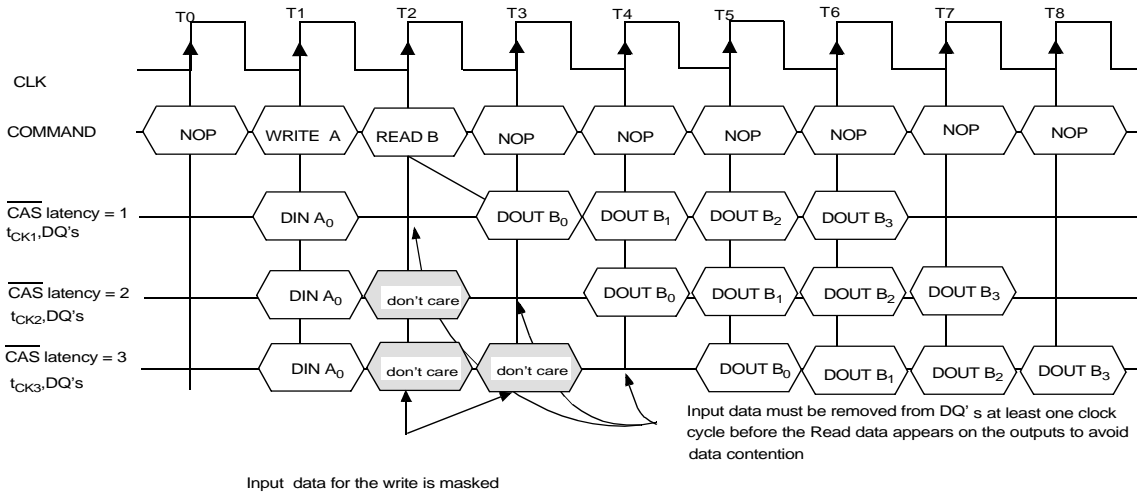 T0 T1 T2 T3 T4 T5 T6 T7 T8
CLK
COMMAND NOP WRITE A READ B NOP NOP NOP NOP NOP NOP
CAS latency = 1
tCK1,DQ's
DIN A0 DOUT B0 DOUT B1 DOUT B2 DOUT B3
CAS latency = 2
tCK2,DQ's
DIN A0 don't care DOUT B0 DOUT B1 DOUT B2 DOUT B3
CAS latency = 3
tCK3,DQ's
DIN A0 don't care don't care DOUT B0 DOUT B1 DOUT B2 DOUT B3
Input data must be removed from DQ' s at least one clock
cycle before the Read data appears on the outputs to avoid
data contention
Input data for the write is masked